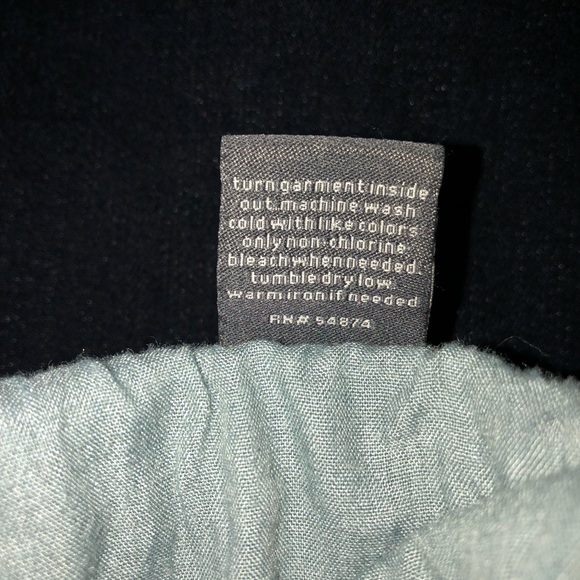 turn garment inside
out. machine wash
cold with like colors.
only non-chlorine
bleach when needed.
tumble dry low.
warm iron if needed
RN# 54874